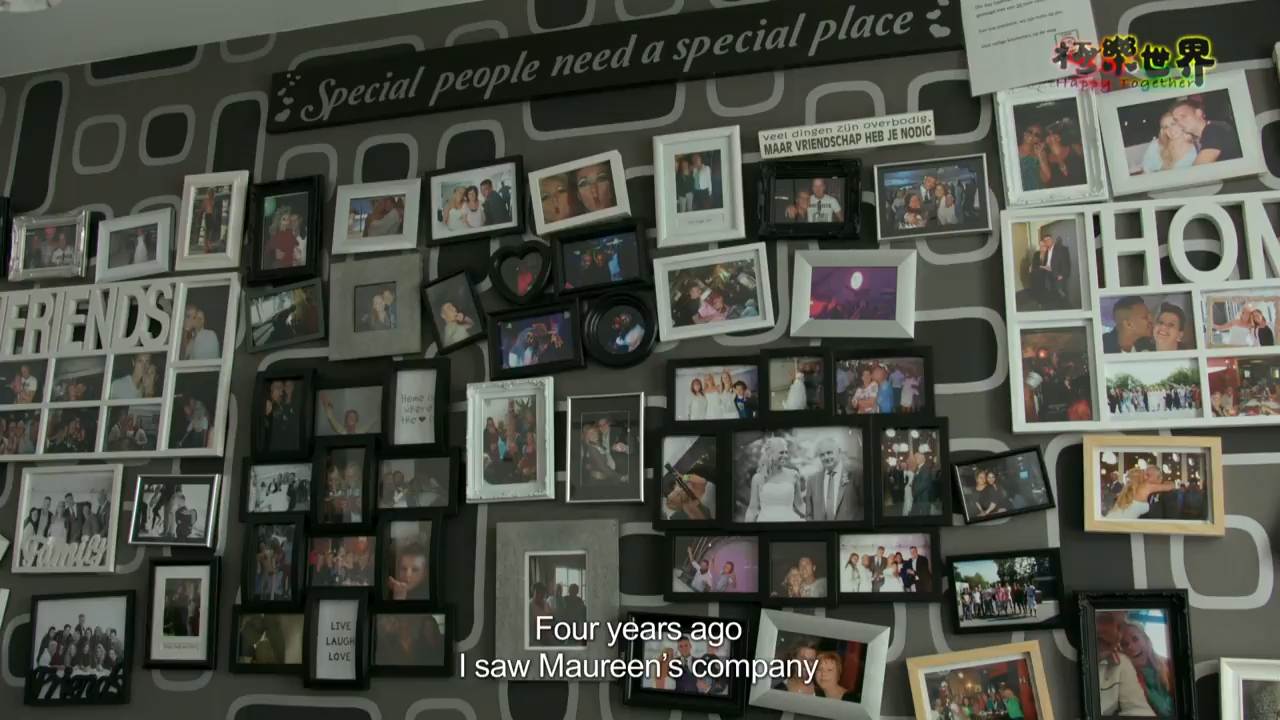 Special people need a special place
極樂世界
Happy Together
veel dingen zijn overbodig,
MAAR VRIENDSCHAP HEB JE NODIG
HOM
FRIENDS
Home is
where
the
Family
LIVE
LAUGH
LOVE
Friends
Four years ago
I saw Maureen's company